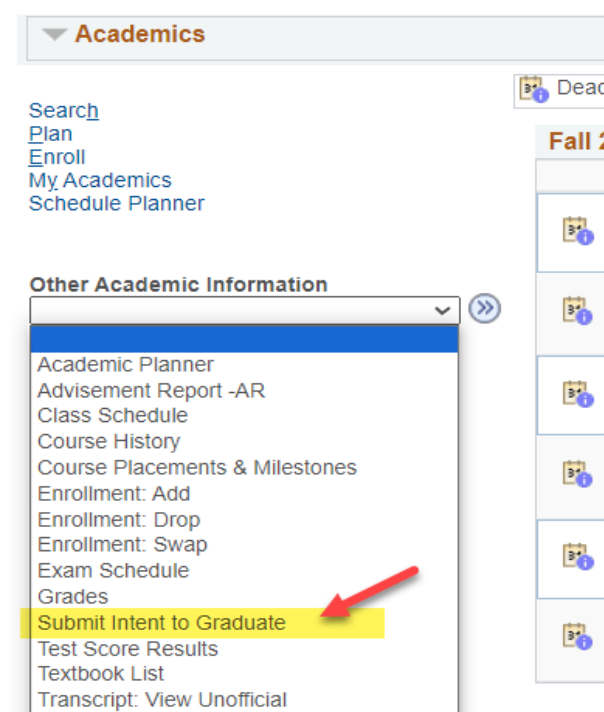 Academics
Search
Plan
Enroll
My Academics
Schedule Planner
Other Academic Information
Academic Planner
Advisement Report -AR
Class Schedule
Course History
Course Placements & Milestones
Enrollment: Add
Enrollment: Drop
Enrollment: Swap
Exam Schedule
Grades
Submit Intent to Graduate
Test Score Results
Textbook List
Transcript: View Unofficial
Fall